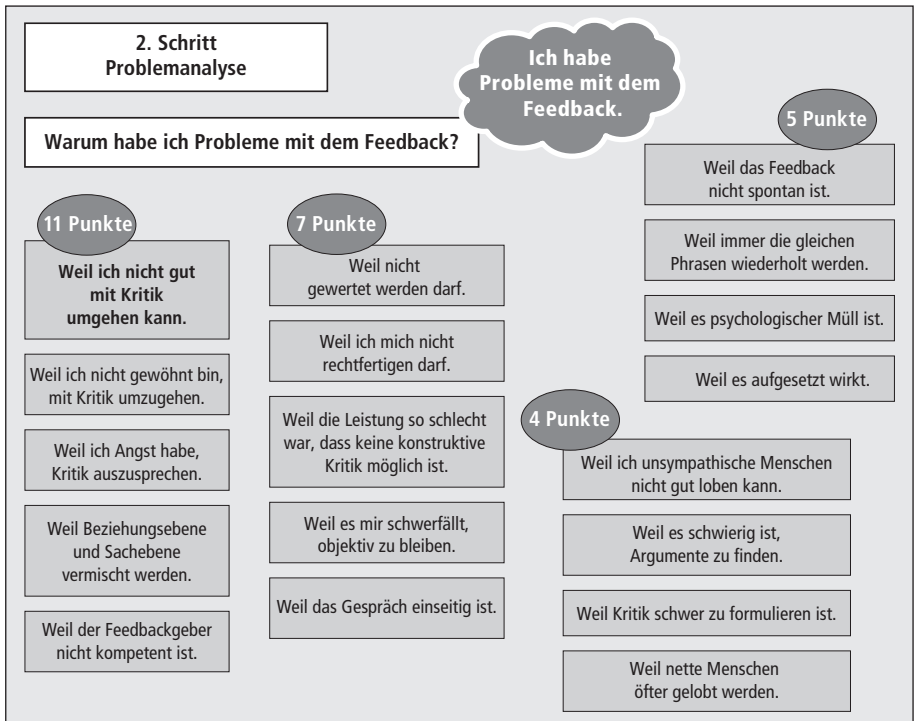 2. Schritt
Problemanalyse
Ich habe
Probleme mit dem
Feedback.
Warum habe ich Probleme mit dem Feedback?
11 Punkte
Weil ich nicht gut
mit Kritik
umgehen kann.
Weil ich nicht gewöhnt bin,
mit Kritik umzugehen.
Weil ich Angst habe,
Kritik auszusprechen.
Weil Beziehungsebene
und Sachebene
vermischt werden.
Weil der Feedbackgeber
nicht kompetent ist.
7 Punkte
Weil nicht
gewertet werden darf.
Weil ich mich nicht
rechtfertigen darf.
Weil die Leistung so schlecht
war, dass keine konstruktive
Kritik möglich ist.
Weil es mir schwerfällt,
objektiv zu bleiben.
Weil das Gespräch einseitig ist.
5 Punkte
Weil das Feedback
nicht spontan ist.
Weil immer die gleichen
Phrasen wiederholt werden.
Weil es psychologischer Müll ist.
Weil es aufgesetzt wirkt.
4 Punkte
Weil ich unsympathische Menschen
nicht gut loben kann.
Weil es schwierig ist,
Argumente zu finden.
Weil Kritik schwer zu formulieren ist.
Weil nette Menschen
öfter gelobt werden.